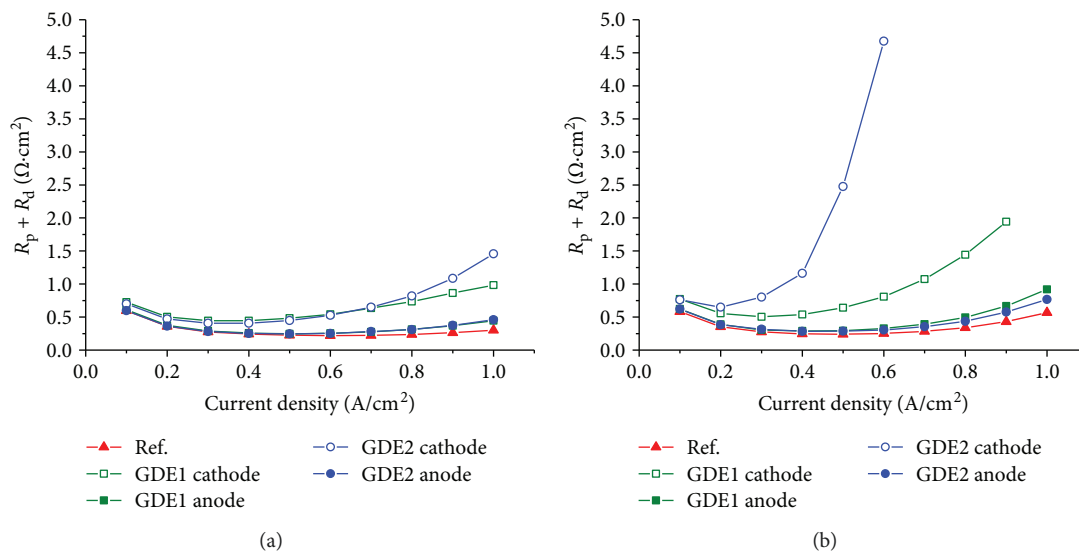 5.0
4.5
4.0
3.5
3.0
2.5
2.0
1.5
1.0
0.5
0.0
R_p + R_d (Ω·cm²)
0.0 0.2 0.4 0.6 0.8 1.0
Current density (A/cm²)
Ref.
GDE1 cathode
GDE1 anode
GDE2 cathode
GDE2 anode
(a)
5.0
4.5
4.0
3.5
3.0
2.5
2.0
1.5
1.0
0.5
0.0
R_p + R_d (Ω·cm²)
0.0 0.2 0.4 0.6 0.8 1.0
Current density (A/cm²)
Ref.
GDE1 cathode
GDE1 anode
GDE2 cathode
GDE2 anode
(b)